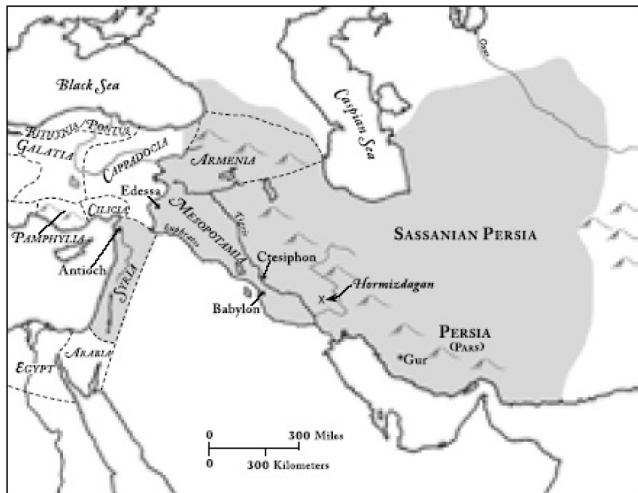 Oxus
Black Sea
Caspian Sea
BITHYNIA/PONTUS
GALATIA
CAPPADOCIA
ARMENIA
Edessa
CILICIA
MESOPOTAMIA
Tigris
SASSANIAN PERSIA
PAMPHYLIA
Euphrates
Ctesiphon
Hormizdagan
X
Antioch
SYRIA
Babylon
PERSIA
(PARS)
*Gur
EGYPT
ARABIA
0 300 Miles
0 300 Kilometers